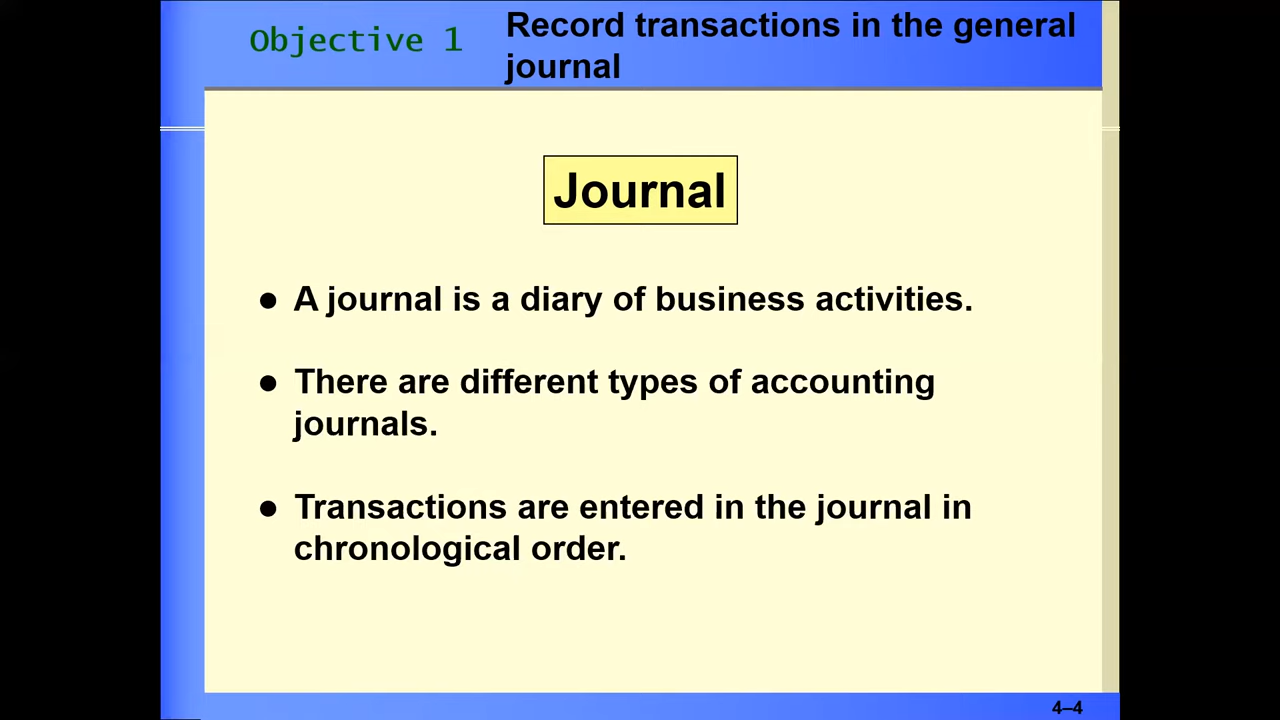 Objective 1
Record transactions in the general
journal
Journal
● A journal is a diary of business activities.
● There are different types of accounting
journals.
● Transactions are entered in the journal in
chronological order.
4–4